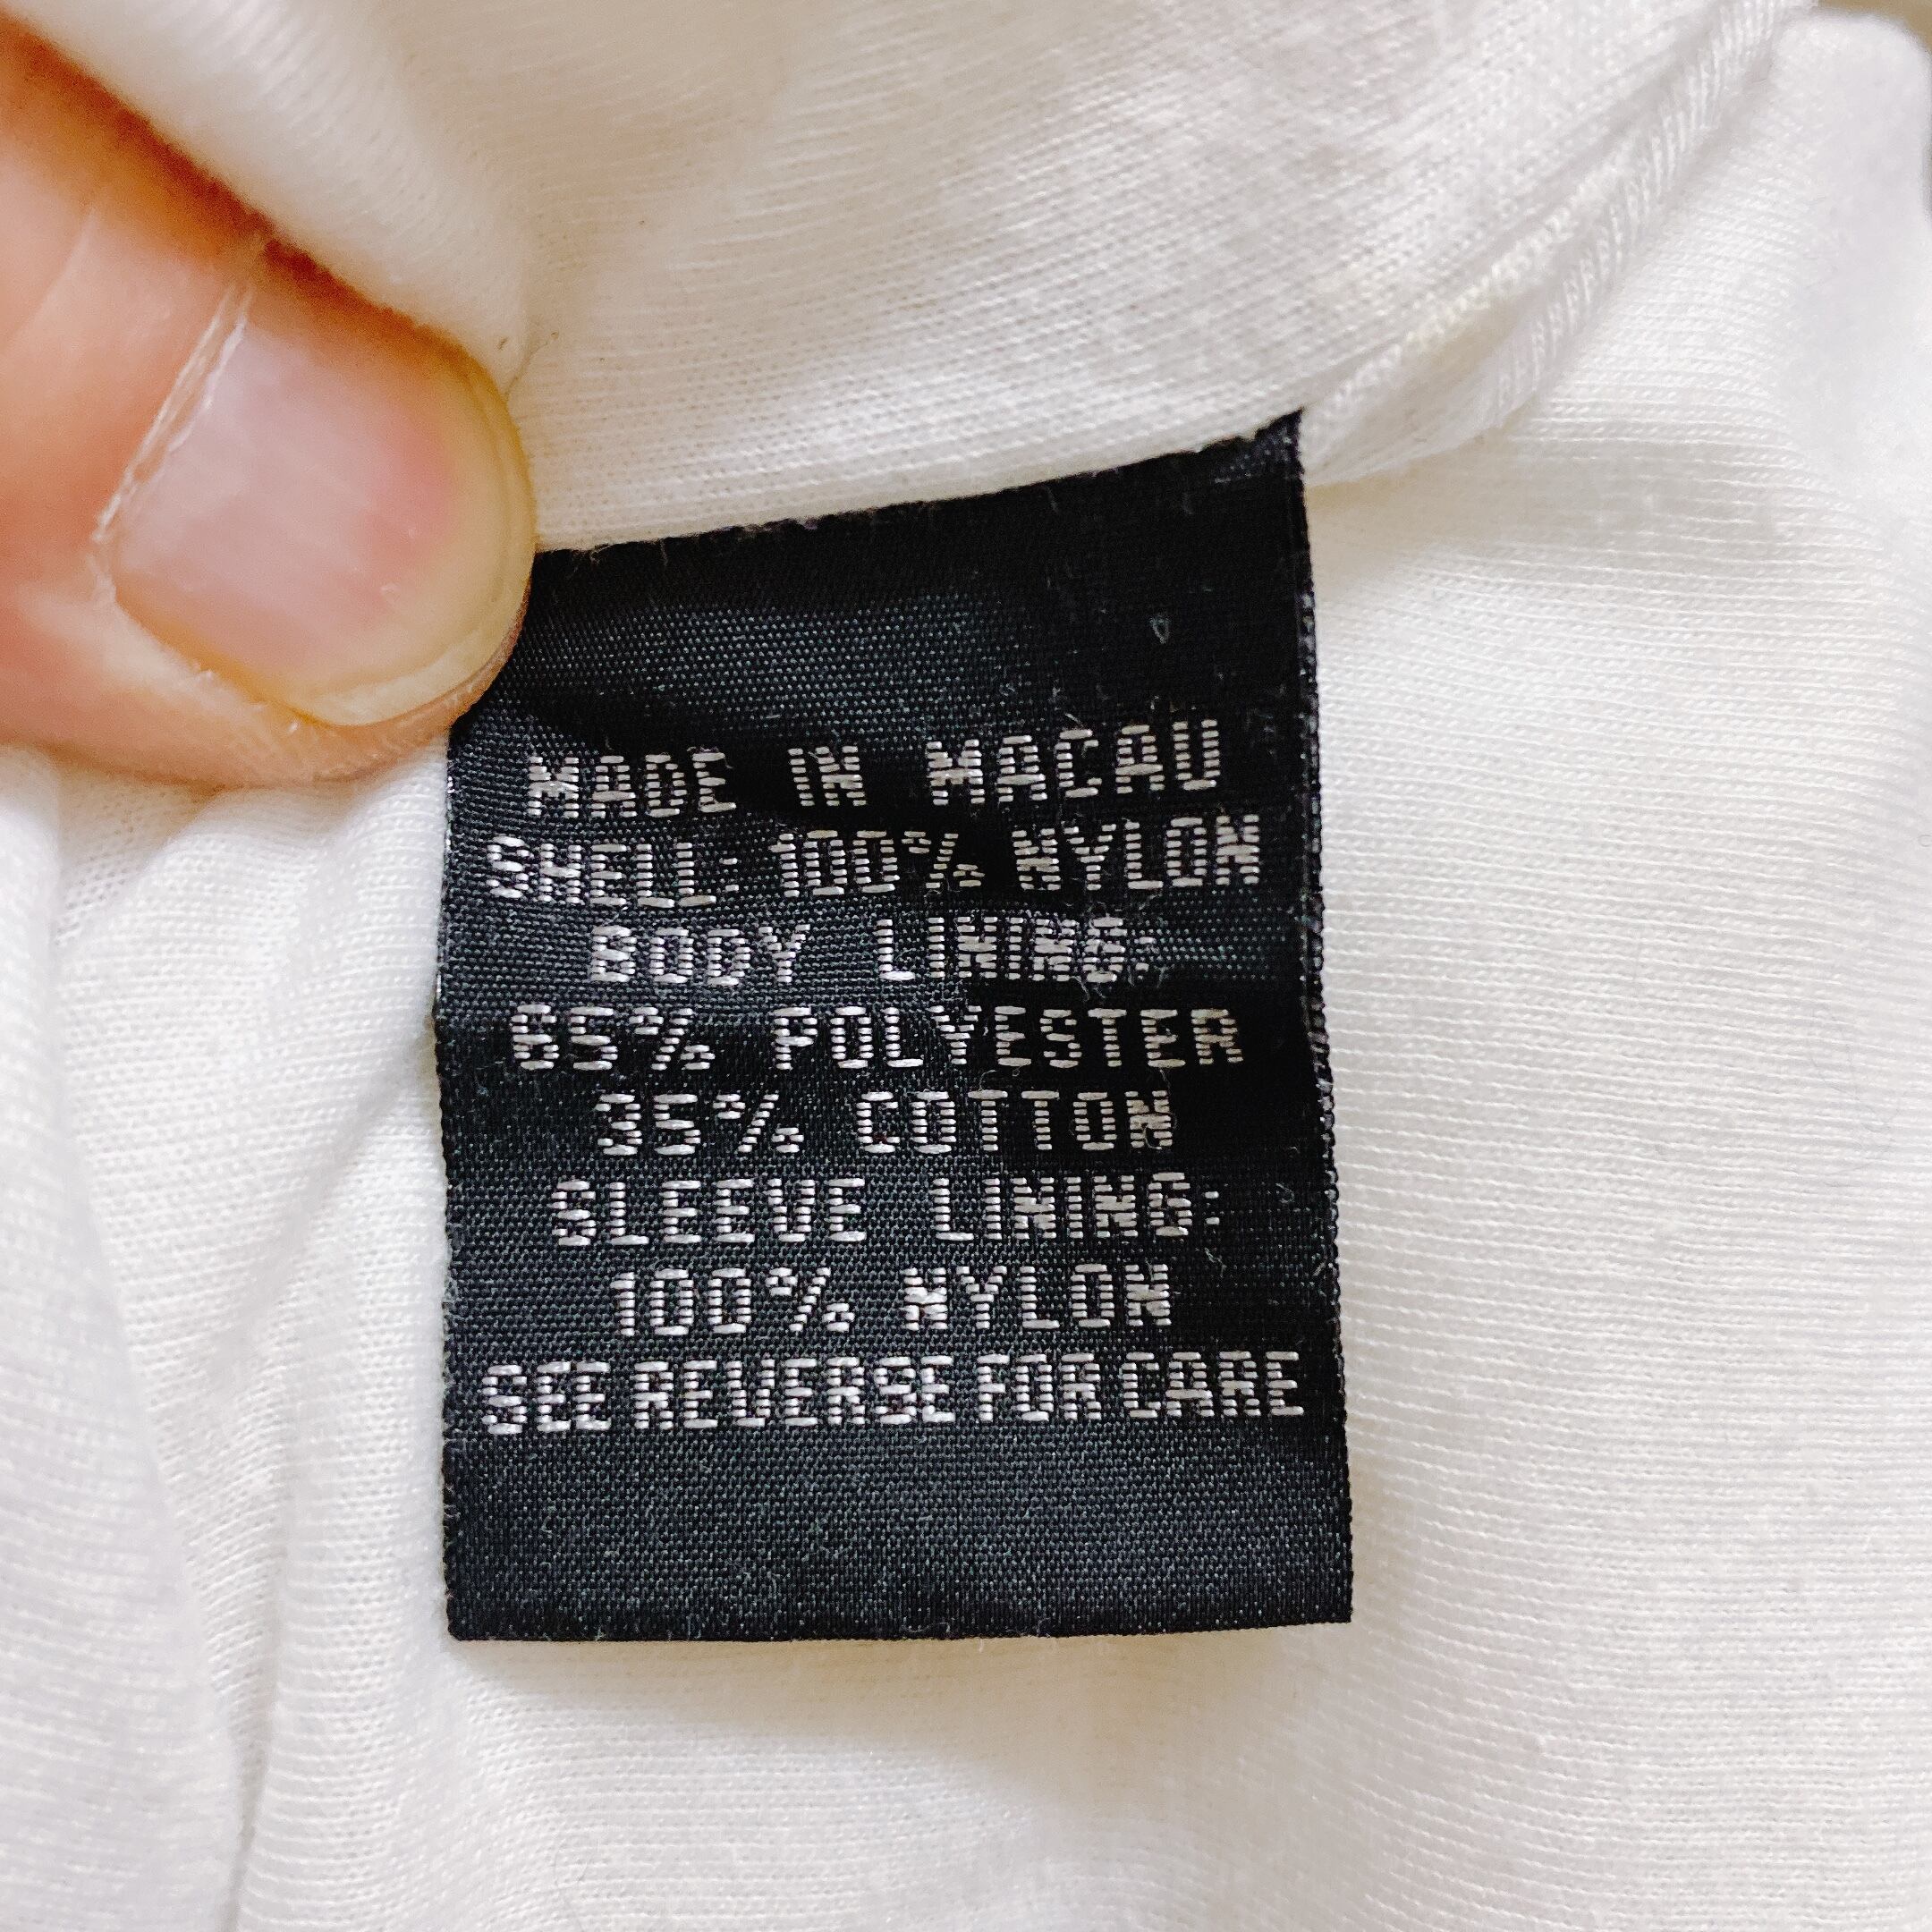 MADE IN MACAU
SHELL: 100% NYLON
BODY LINING:
65% POLYESTER
35% COTTON
SLEEVE LINING:
100% NYLON
SEE REVERSE FOR CARE